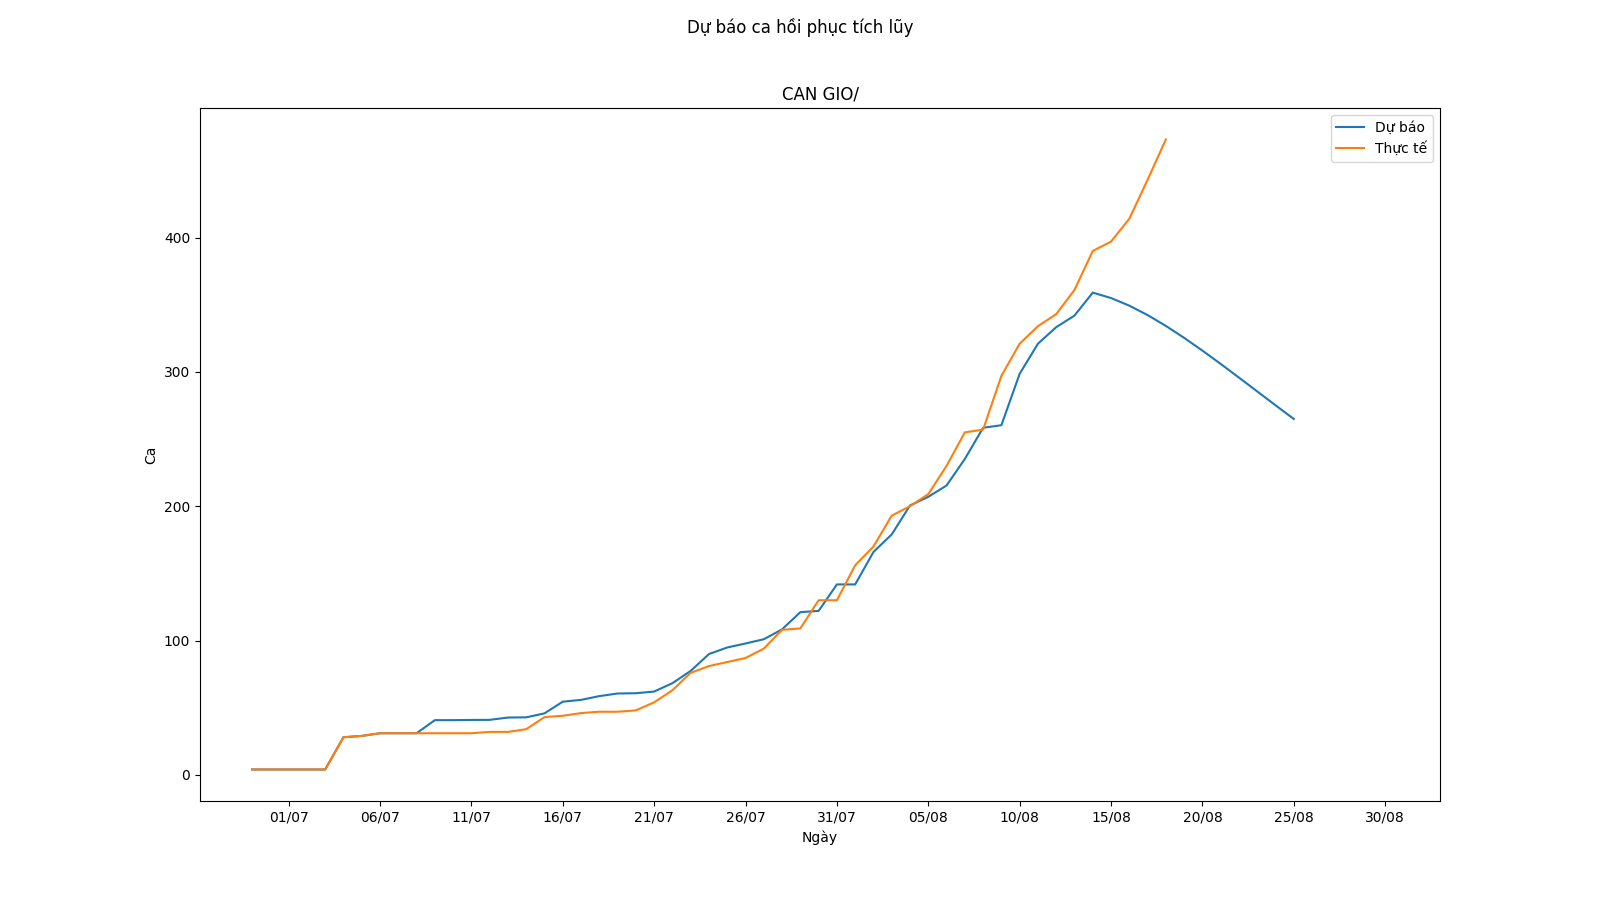 Dự báo ca hồi phục tích lũy
CAN GIO/
Dự báo
Thực tế
400
300
200
100
0
Ca
01/07 06/07 11/07 16/07 21/07 26/07 31/07 05/08 10/08 15/08 20/08 25/08 30/08
Ngày